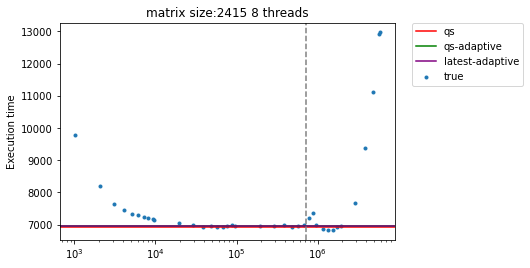 matrix size:2415 8 threads
Execution time
13000
12000
11000
10000
9000
8000
7000
10³
10⁴
10⁵
10⁶
qs
qs-adaptive
latest-adaptive
true